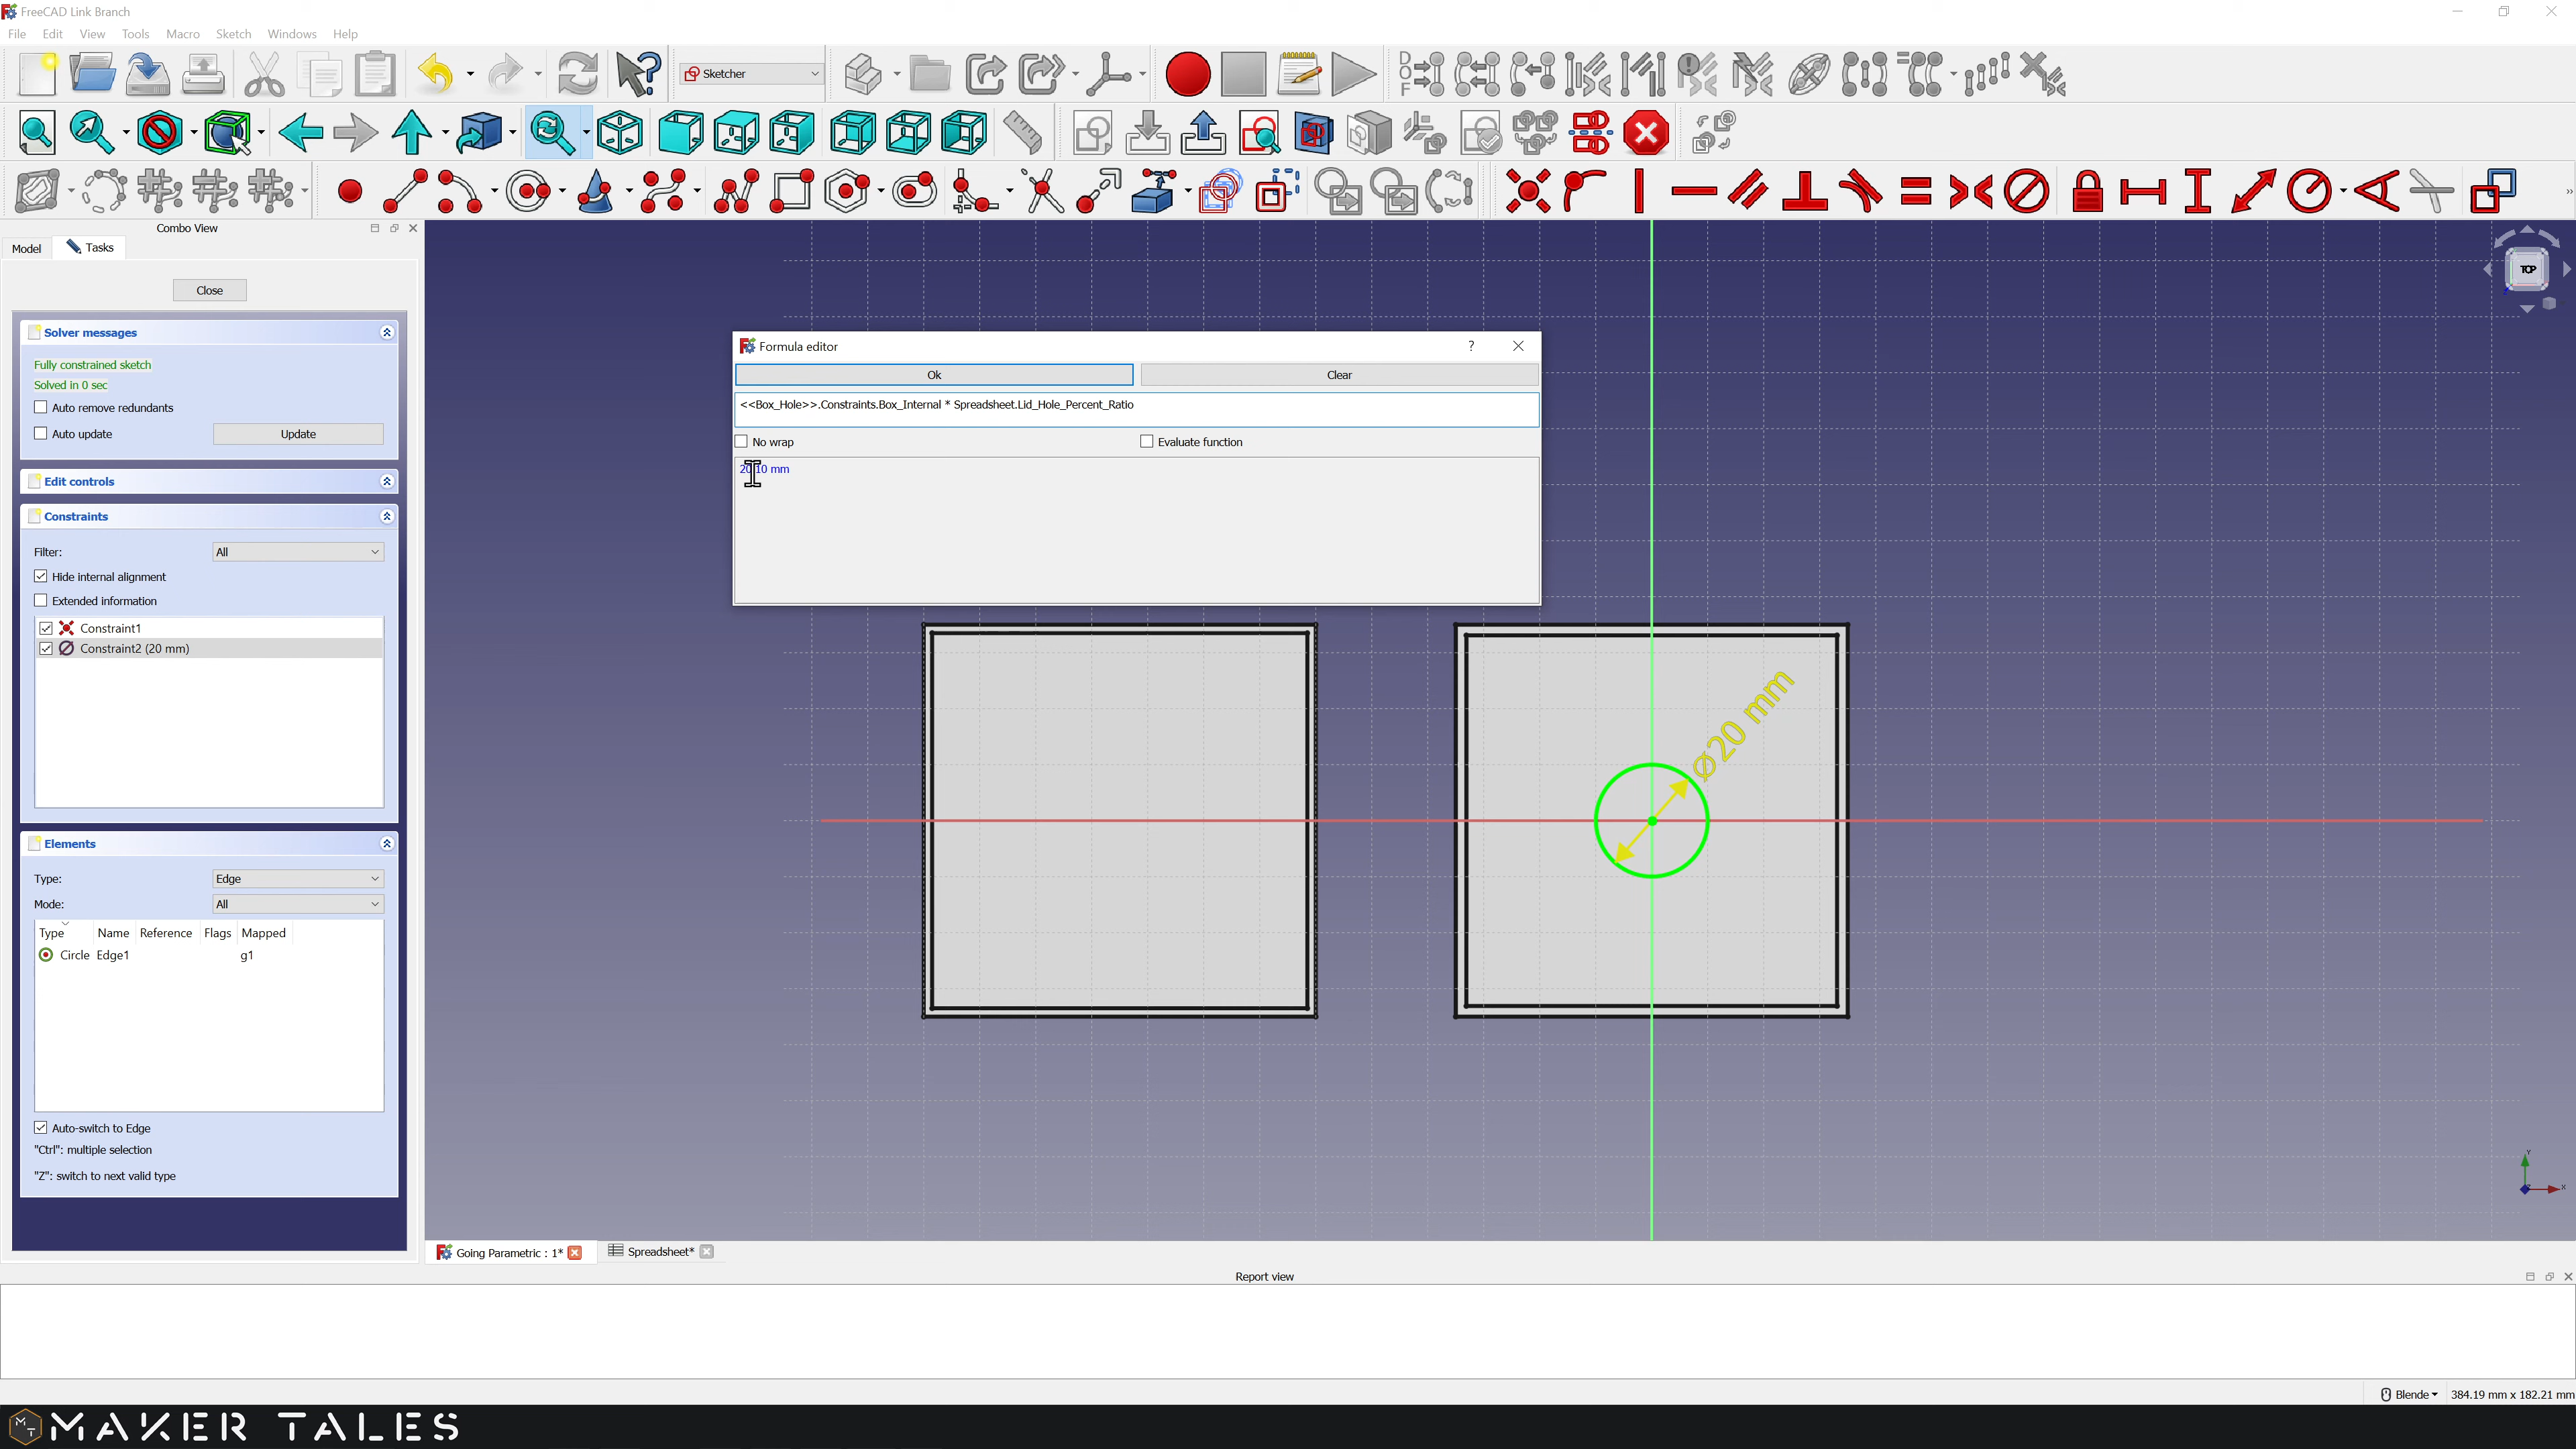 FreeCAD Link Branch
File Edit View Tools Macro Sketch Windows Help
Sketcher
DOF
Combo View
Model Tasks
Close
Solver messages
Fully constrained sketch
Solved in 0 sec
Auto remove redundants
Auto update Update
Edit controls
Constraints
Filter: All
Hide internal alignment
Extended information
Constraint1
Constraint2 (20 mm)
Elements
Type: Edge
Mode: All
Type Name Reference Flags Mapped
Circle Edge1 g1
Auto-switch to Edge
"Ctrl": multiple selection
"Z": switch to next valid type
Formula editor
Ok Clear
<<Box_Hole>>.Constraints.Box_Internal * Spreadsheet.Lid_Hole_Percent_Ratio
No wrap Evaluate function
20.10 mm
Ø20 mm
TOP
Y
X
Going Parametric : 1* Spreadsheet*
Report view
Blende 384.19 mm x 182.21 mm
MAKER TALES